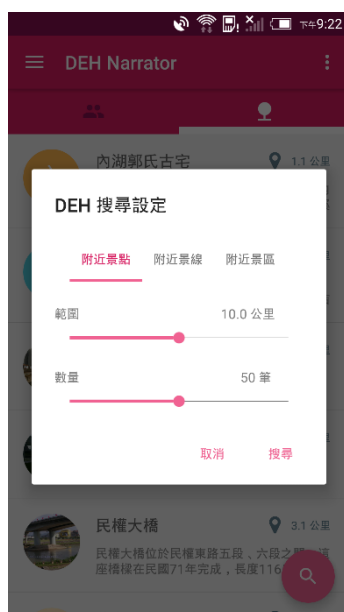 下午9:22
DEH Narrator
內湖郭氏古宅
1.1 公里
DEH 搜尋設定
附近景點 附近景線 附近景區
範圍 10.0 公里
數量 50 筆
取消 搜尋
民權大橋
3.1 公里
民權大橋位於民權東路五段、六段之間，這
座橋樑在民國71年完成，長度116